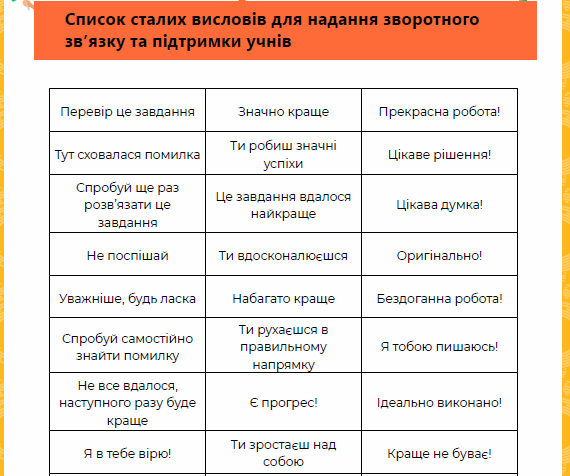 Список сталих висловів для надання зворотного
зв’язку та підтримки учнів
Перевір це завдання
Значно краще
Прекрасна робота!
Тут сховалася помилка
Ти робиш значні
успіхи
Цікаве рішення!
Спробуй ще раз
розв’язати це
завдання
Це завдання вдалося
найкраще
Цікава думка!
Не поспішай
Ти вдосконалюєшся
Оригінально!
Уважніше, будь ласка
Набагато краще
Бездоганна робота!
Спробуй самостійно
знайти помилку
Ти рухаєшся в
правильному
напрямку
Я тобою пишаюсь!
Не все вдалося,
наступного разу буде
краще
Є прогрес!
Ідеально виконано!
Я в тебе вірю!
Ти зростаєш над
собою
Краще не буває!